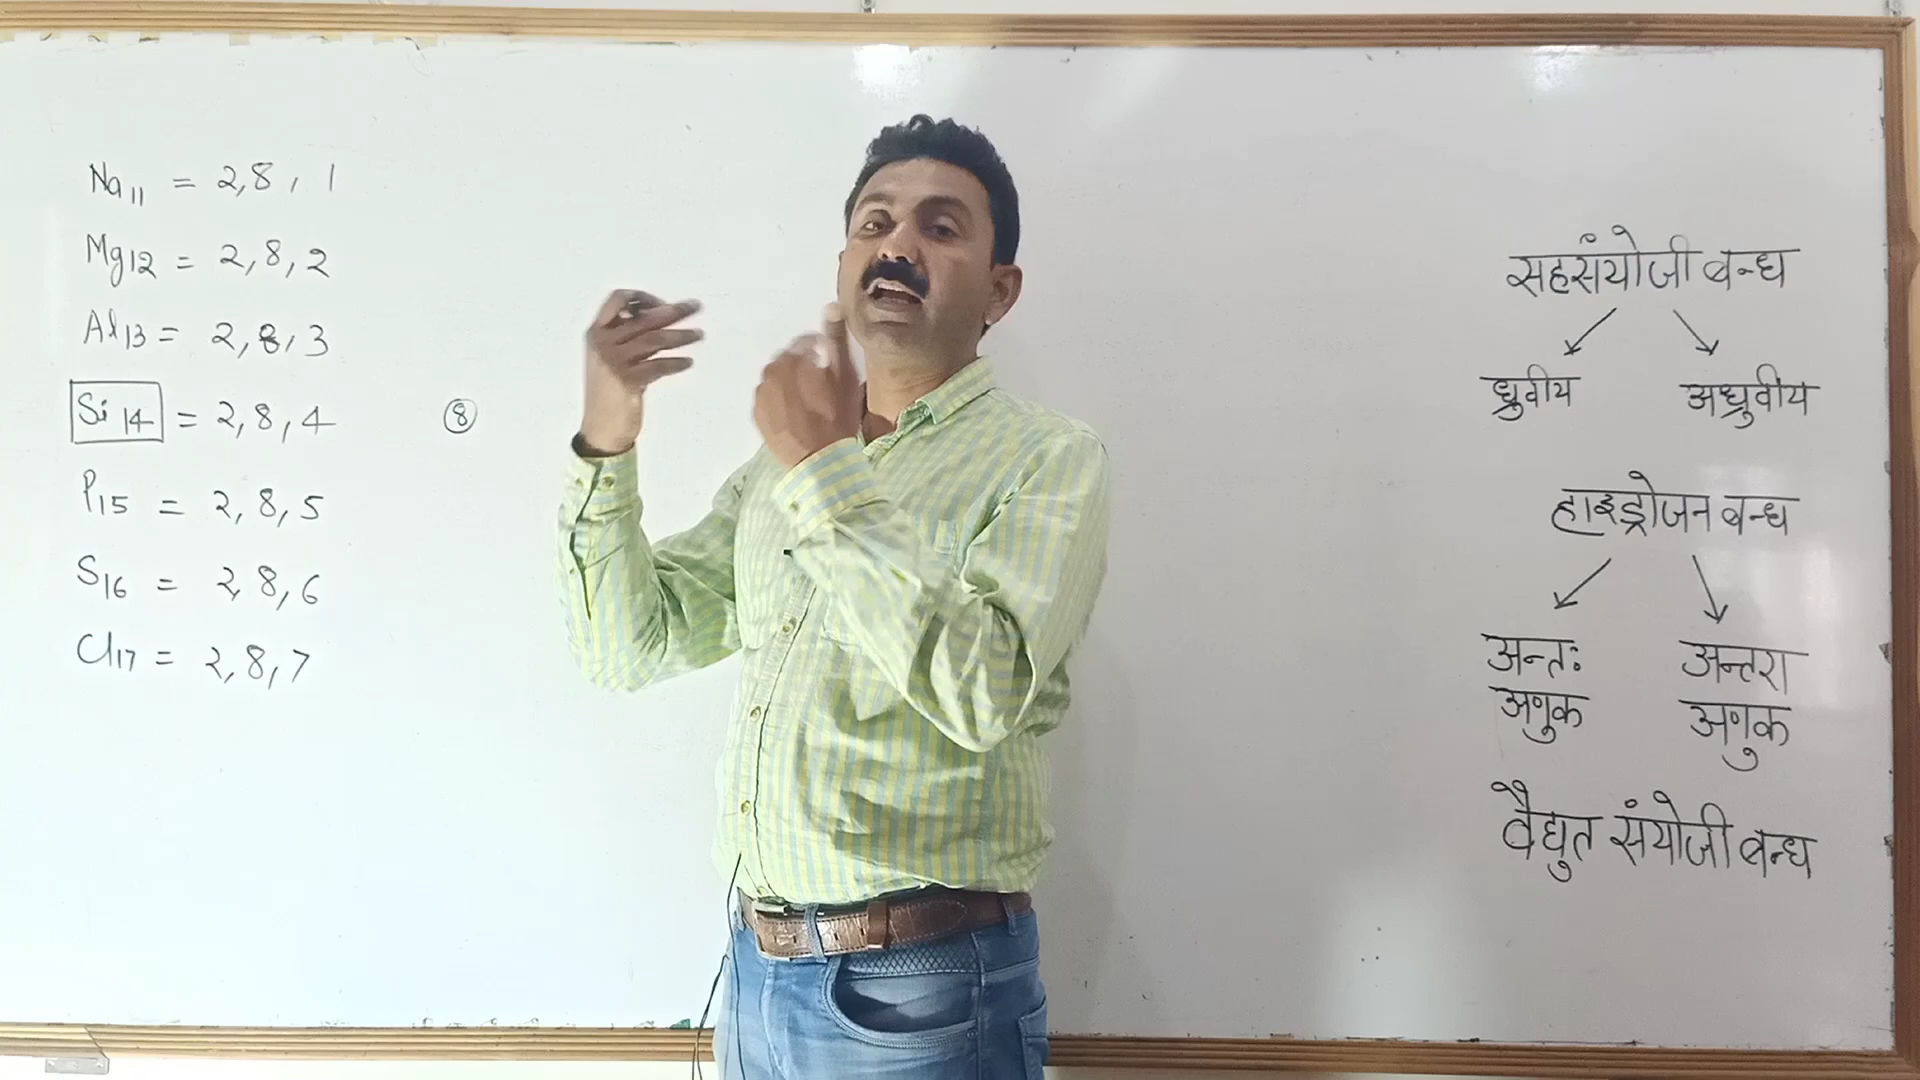 Na11 = 2,8,1
Mg12 = 2,8,2
Al13 = 2,8,3
Si 14 = 2,8,4
8
P15 = 2,8,5
S16 = 2,8,6
Cl17 = 2,8,7
सहसंयोजी बन्ध
ध्रुवीय अध्रुवीय
हाइड्रोजन बन्ध
अन्तः अन्तरा
अणुक अणुक
वैद्युत संयोजी बन्ध